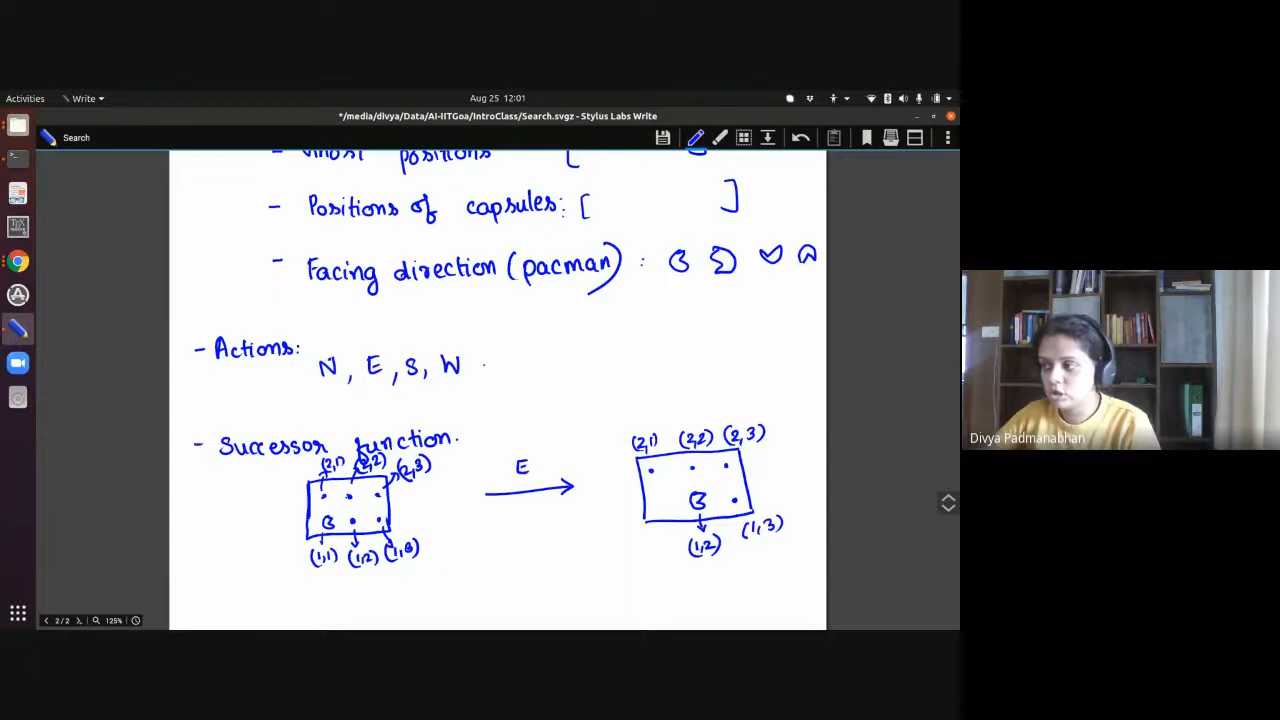 Activities Write Aug 25 12:01
*/media/divya/Data/AI-IITGoa/IntroClass/Search.svgz - Stylus Labs Write
Search
positions [
- Positions of capsules: [ ]
- Facing direction (pacman) :
- Actions:
N, E, S, W
- Successor function.
(2,1) (2,2) (2,3)
E
(2,1) (2,2) (2,3)
(1,1) (1,2) (1,3)
(1,2) (1,3)
Divya Padmanabhan
2/2 125%